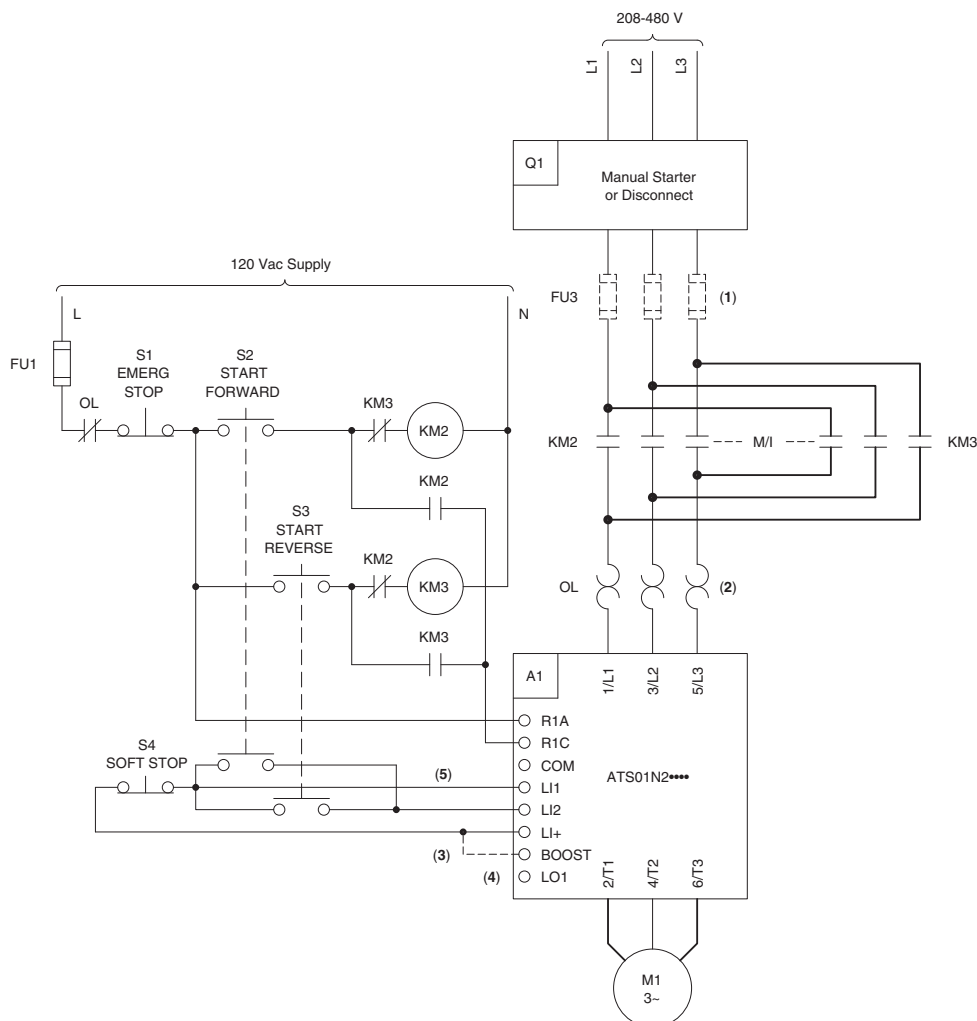 208-480 V
L1
L2
L3
Q1
Manual Starter
or Disconnect
120 Vac Supply
L
N
FU3
(1)
FU1
S1
EMERG
STOP
S2
START
FORWARD
OL
KM3
KM2
KM2
M/I
KM3
KM2
S3
START
REVERSE
KM2
KM3
OL
(2)
KM3
A1
1/L1
3/L2
5/L3
R1A
R1C
S4
SOFT STOP
COM
ATS01N2••••
(5)
LI1
LI2
LI+
(3)
BOOST
(4)
LO1
2/T1
4/T2
6/T3
M1
3~